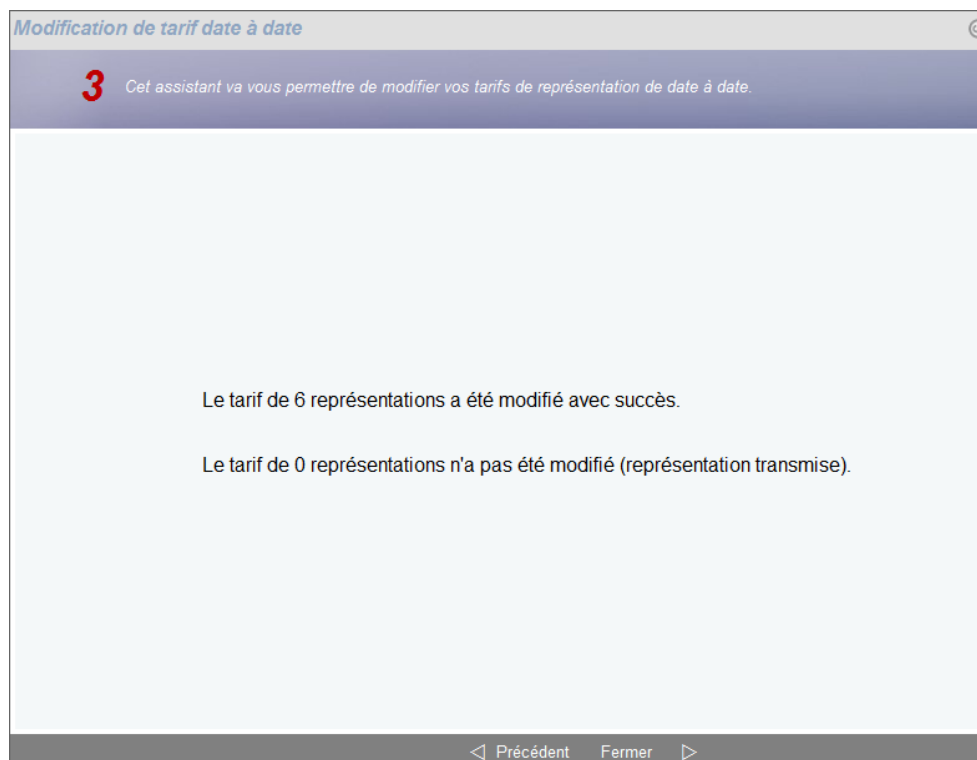 Modification de tarif date à date
3 Cet assistant va vous permettre de modifier vos tarifs de représentation de date à date.
Le tarif de 6 représentations a été modifié avec succès.
Le tarif de 0 représentations n'a pas été modifié (représentation transmise).
Précédent Fermer